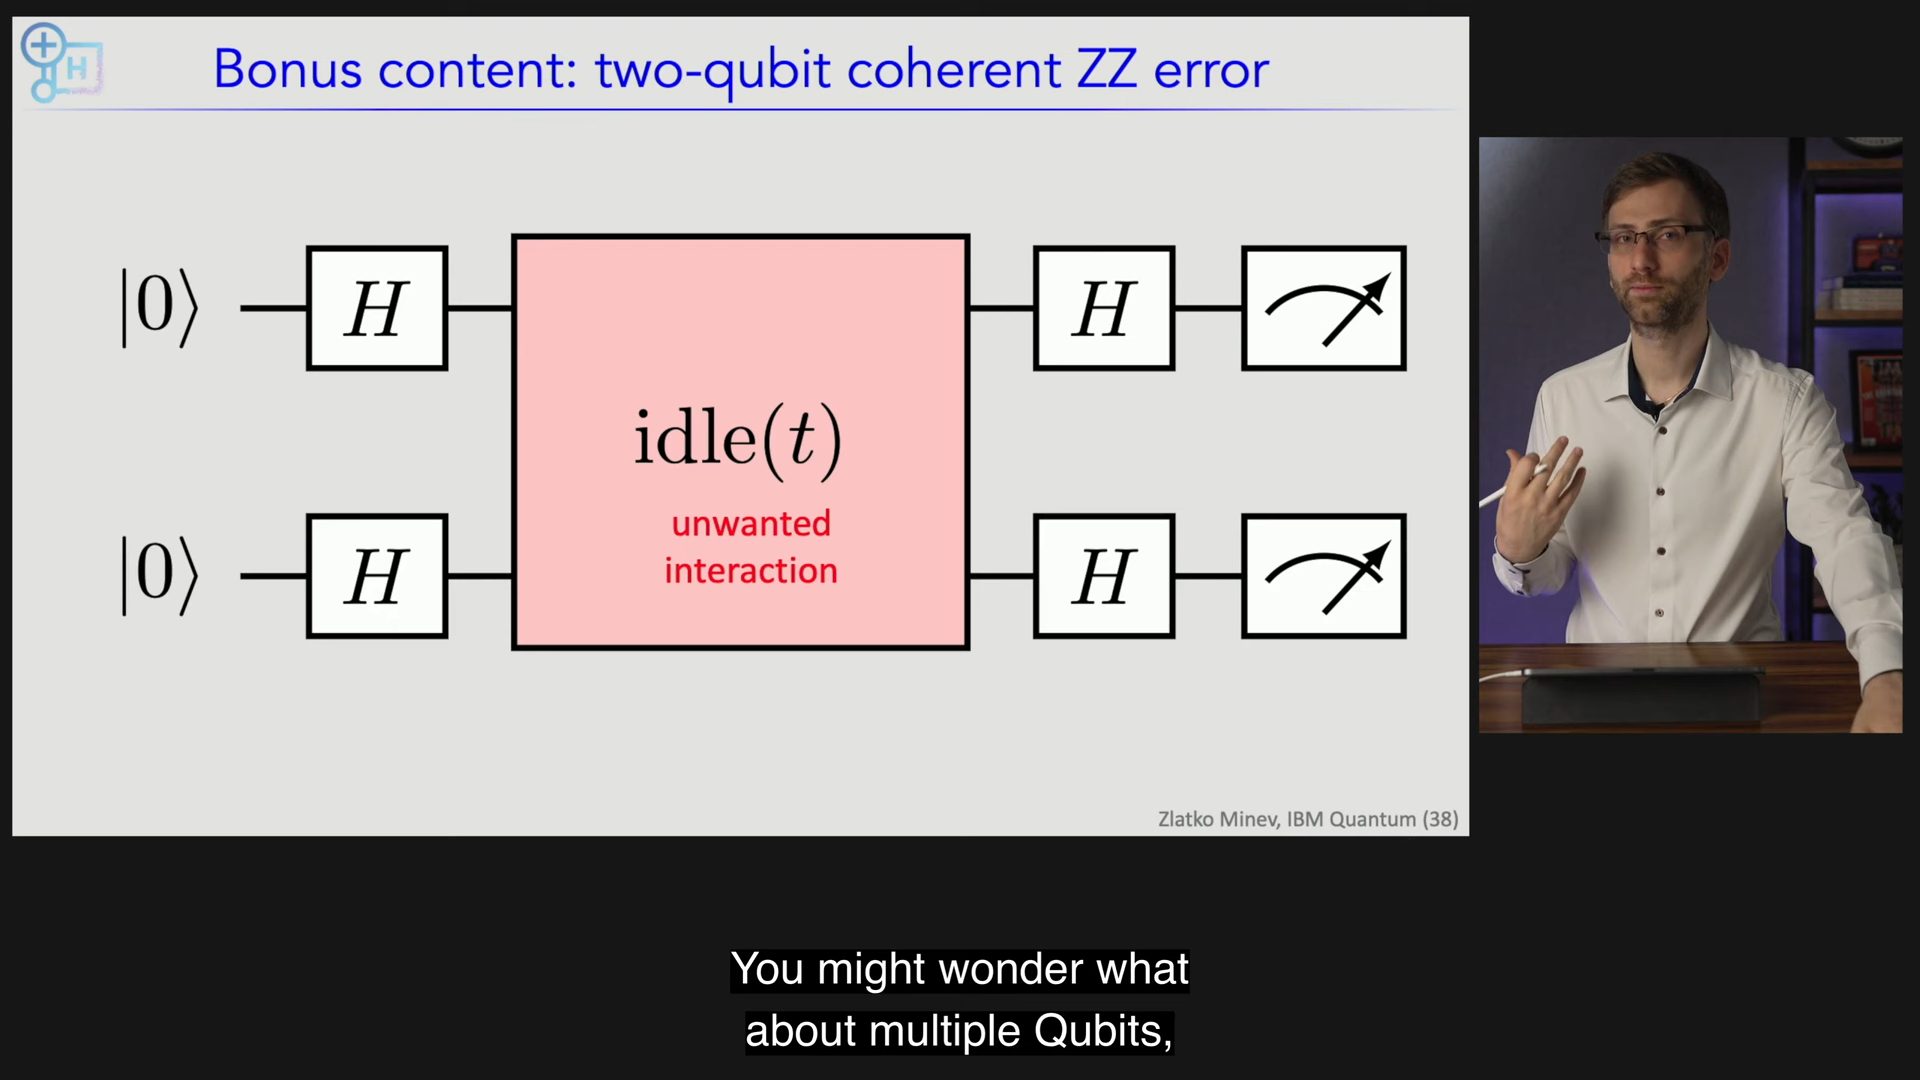 Bonus content: two-qubit coherent ZZ error
H
|0⟩ H H
idle(t)
unwanted
interaction
|0⟩ H H
Zlatko Minev, IBM Quantum (38)
You might wonder what
about multiple Qubits,